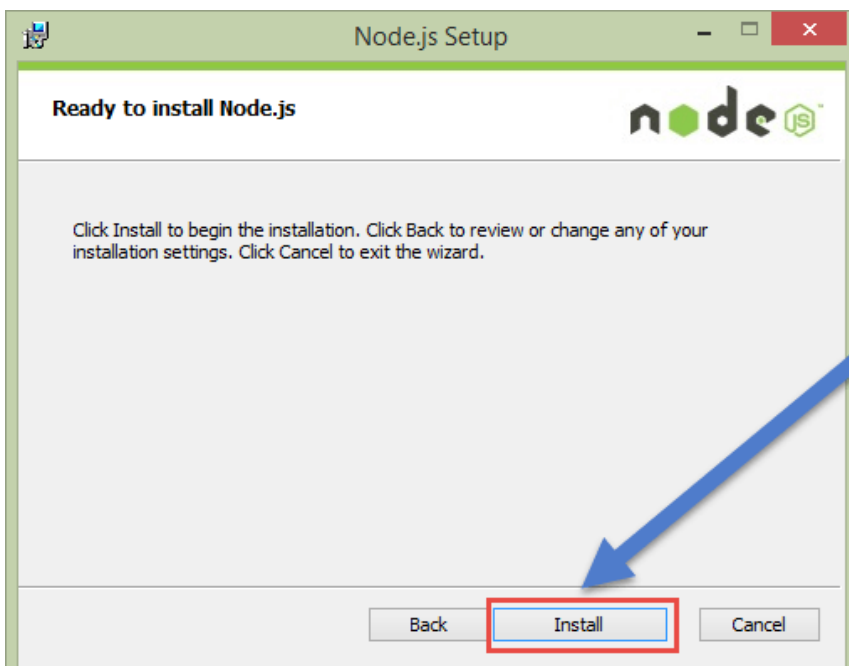 Node.js Setup
Ready to install Node.js
node JS
Click Install to begin the installation. Click Back to review or change any of your
installation settings. Click Cancel to exit the wizard.
Back Install Cancel